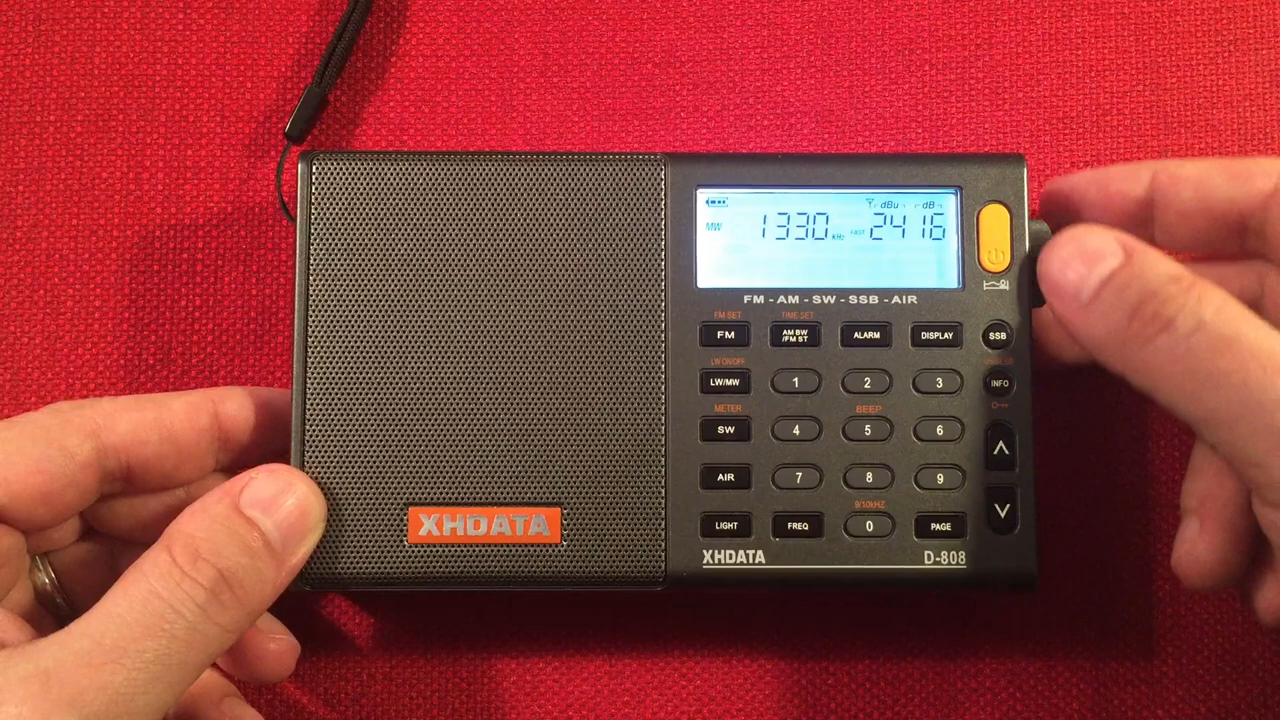 dBu dB
MW 1330 kHz FAST 2416
FM - AM - SW - SSB - AIR
FM SET TIME SET
FM AM BW /FM ST ALARM DISPLAY SSB
LW ON/OFF
LW/MW 1 2 3 INFO
METER BEEP
SW 4 5 6
AIR 7 8 9
9/10kHZ
LIGHT FREQ 0 PAGE
XHDATA
XHDATA D-808